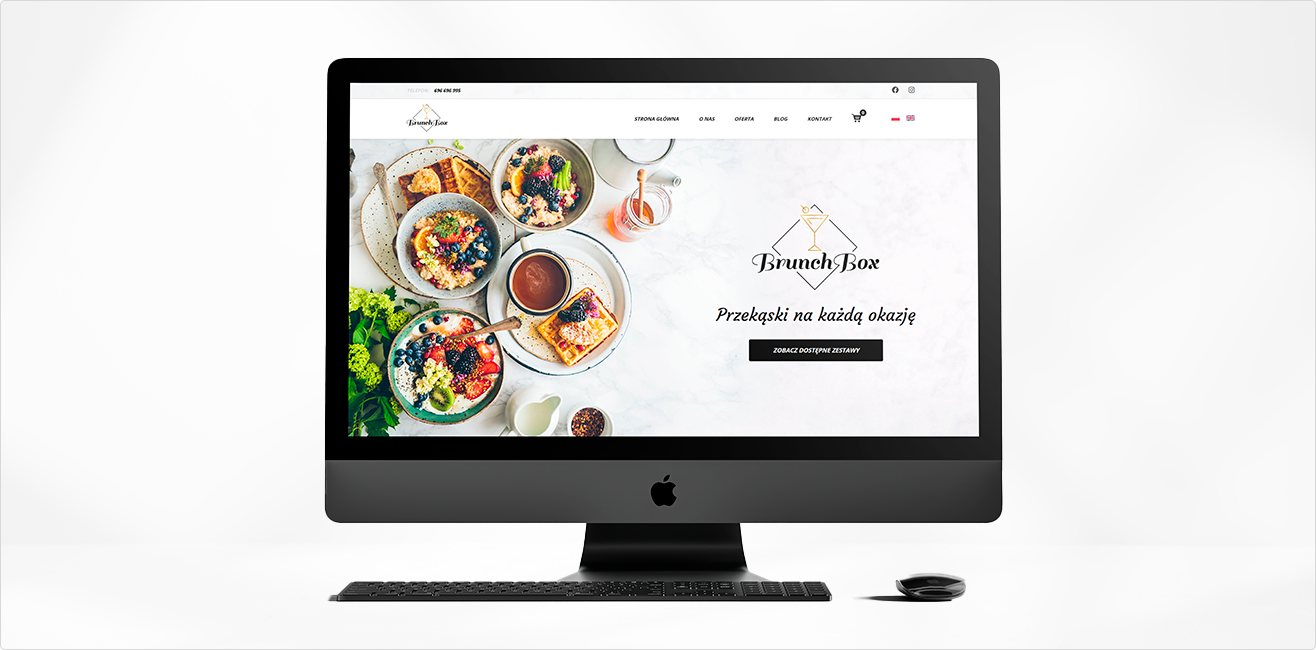 TELEFON: 696 696 995
BrunchBox
STRONA GŁÓWNA O NAS OFERTA BLOG KONTAKT 0
BrunchBox
Przekąski na każdą okazję
ZOBACZ DOSTĘPNE ZESTAWY